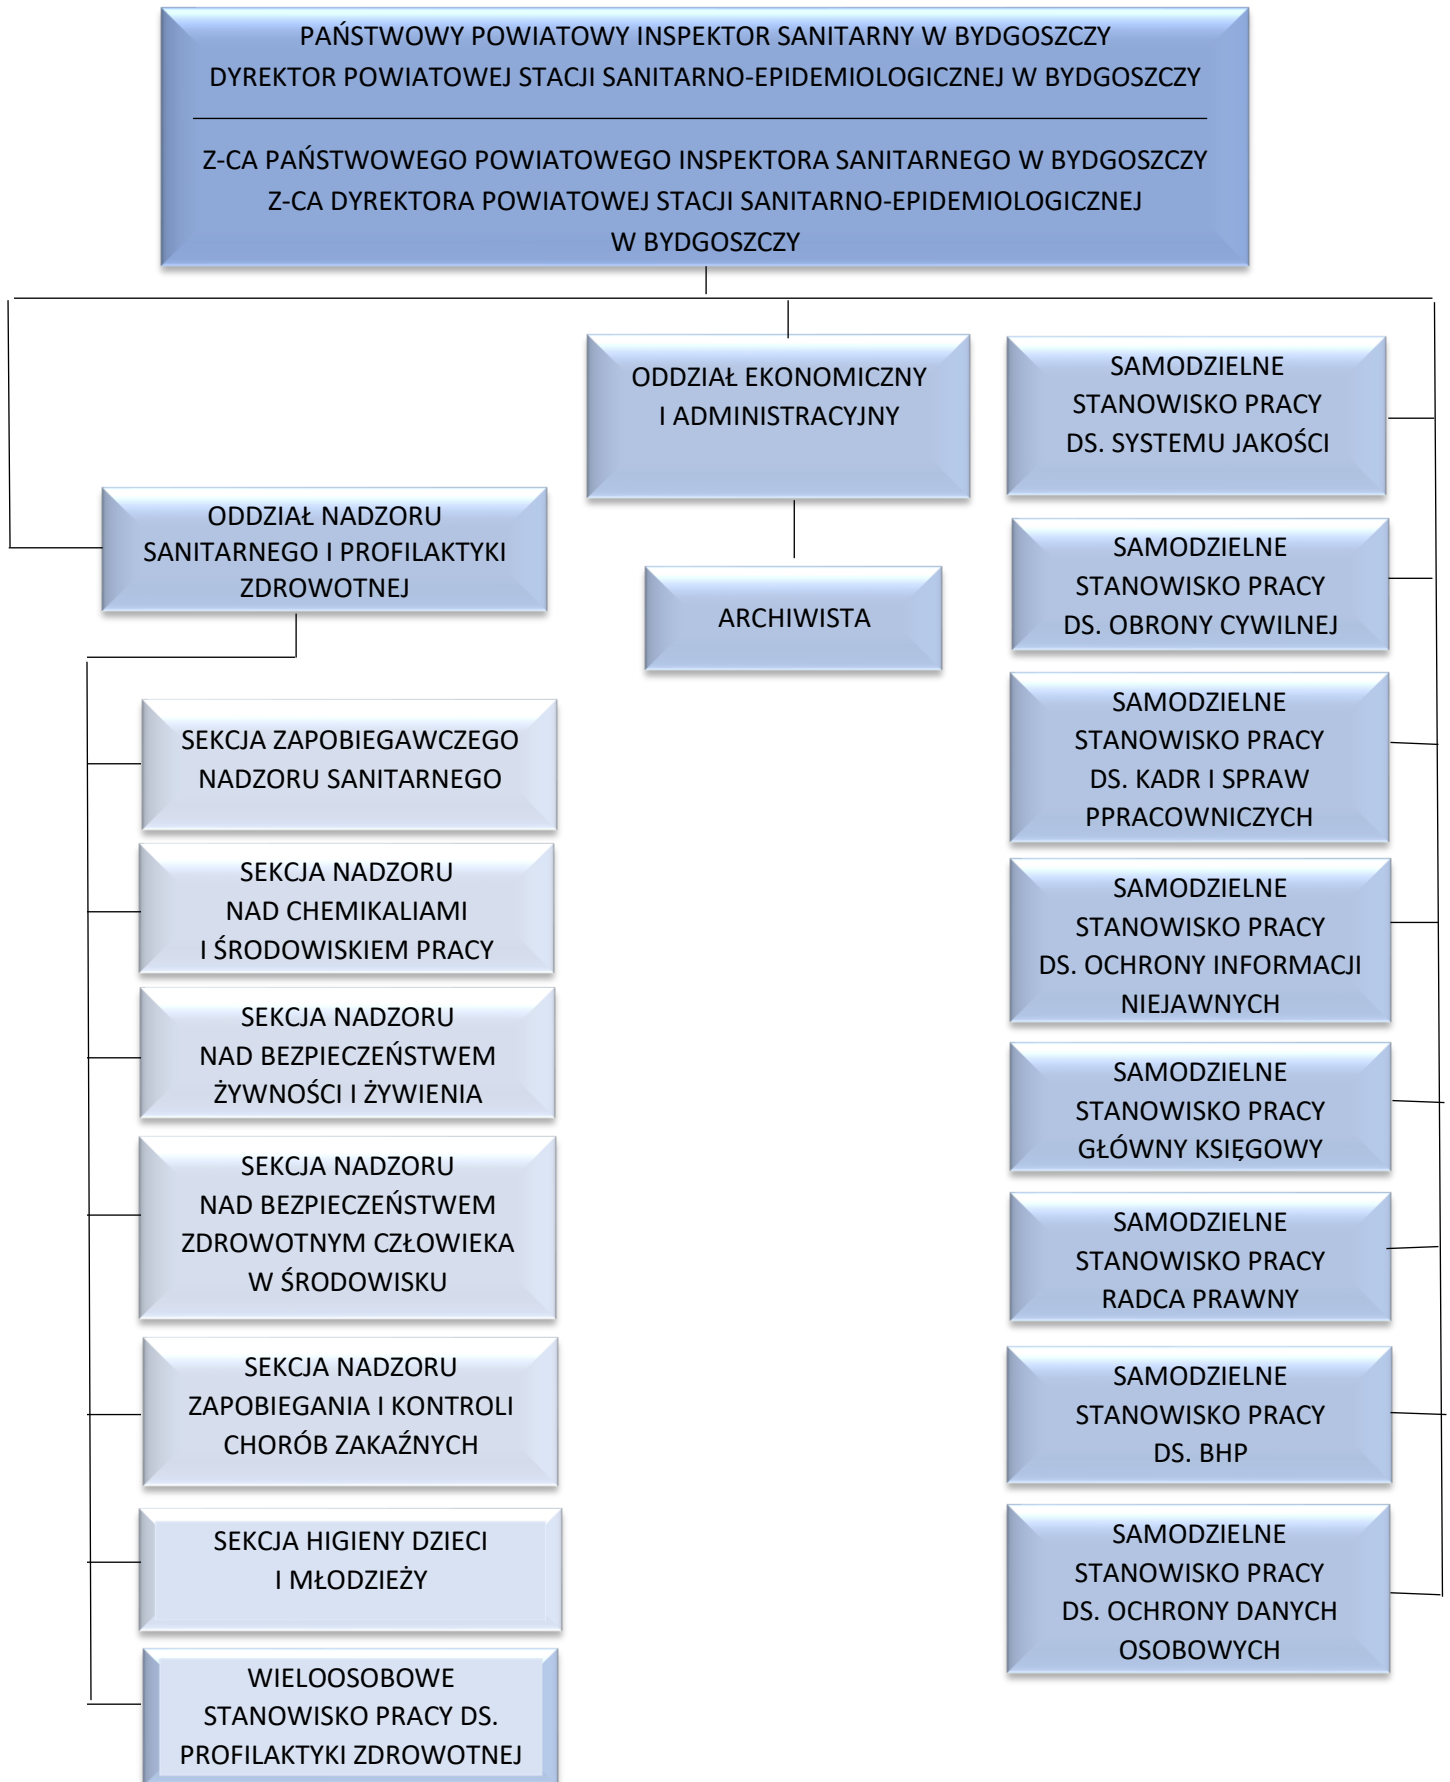 PAŃSTWOWY POWIATOWY INSPEKTOR SANITARNY W BYDGOSZCZY
DYREKTOR POWIATOWEJ STACJI SANITARNO-EPIDEMIOLOGICZNEJ W BYDGOSZCZY
Z-CA PAŃSTWOWEGO POWIATOWEGO INSPEKTORA SANITARNEGO W BYDGOSZCZY
Z-CA DYREKTORA POWIATOWEJ STACJI SANITARNO-EPIDEMIOLOGICZNEJ
W BYDGOSZCZY
ODDZIAŁ NADZORU
SANITARNEGO I PROFILAKTYKI
ZDROWOTNEJ
SEKCJA ZAPOBIEGAWCZEGO
NADZORU SANITARNEGO
SEKCJA NADZORU
NAD CHEMIKALIAMI
I ŚRODOWISKIEM PRACY
SEKCJA NADZORU
NAD BEZPIECZEŃSTWEM
ŻYWNOŚCI I ŻYWIENIA
SEKCJA NADZORU
NAD BEZPIECZEŃSTWEM
ZDROWOTNYM CZŁOWIEKA
W ŚRODOWISKU
SEKCJA NADZORU
ZAPOBIEGANIA I KONTROLI
CHORÓB ZAKAŹNYCH
SEKCJA HIGIENY DZIECI
I MŁODZIEŻY
WIELOOSOBOWE
STANOWISKO PRACY DS.
PROFILAKTYKI ZDROWOTNEJ
ODDZIAŁ EKONOMICZNY
I ADMINISTRACYJNY
ARCHIWISTA
SAMODZIELNE
STANOWISKO PRACY
DS. SYSTEMU JAKOŚCI
SAMODZIELNE
STANOWISKO PRACY
DS. OBRONY CYWILNEJ
SAMODZIELNE
STANOWISKO PRACY
DS. KADR I SPRAW
PPRACOWNICZYCH
SAMODZIELNE
STANOWISKO PRACY
DS. OCHRONY INFORMACJI
NIEJAWNYCH
SAMODZIELNE
STANOWISKO PRACY
GŁÓWNY KSIĘGOWY
SAMODZIELNE
STANOWISKO PRACY
RADCA PRAWNY
SAMODZIELNE
STANOWISKO PRACY
DS. BHP
SAMODZIELNE
STANOWISKO PRACY
DS. OCHRONY DANYCH
OSOBOWYCH